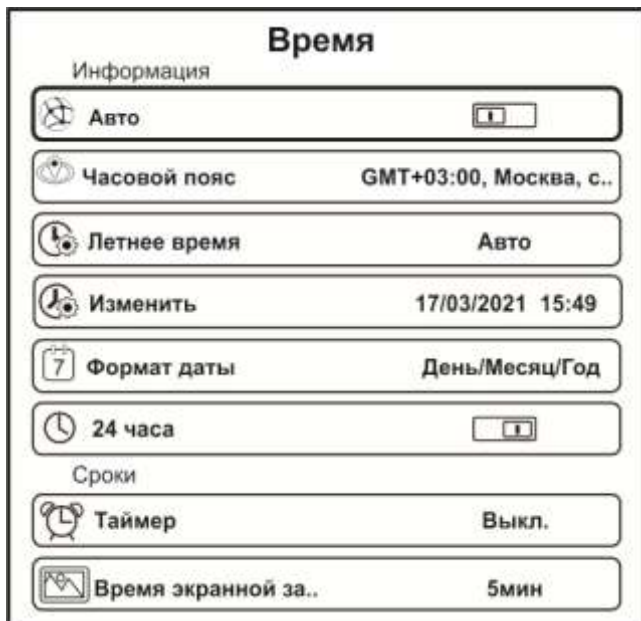 Время
Информация
Авто
Часовой пояс GMT+03:00, Москва, с..
Летнее время Авто
Изменить 17/03/2021 15:49
7 Формат даты День/Месяц/Год
24 часа
Сроки
Таймер Выкл.
Время экранной за.. 5мин